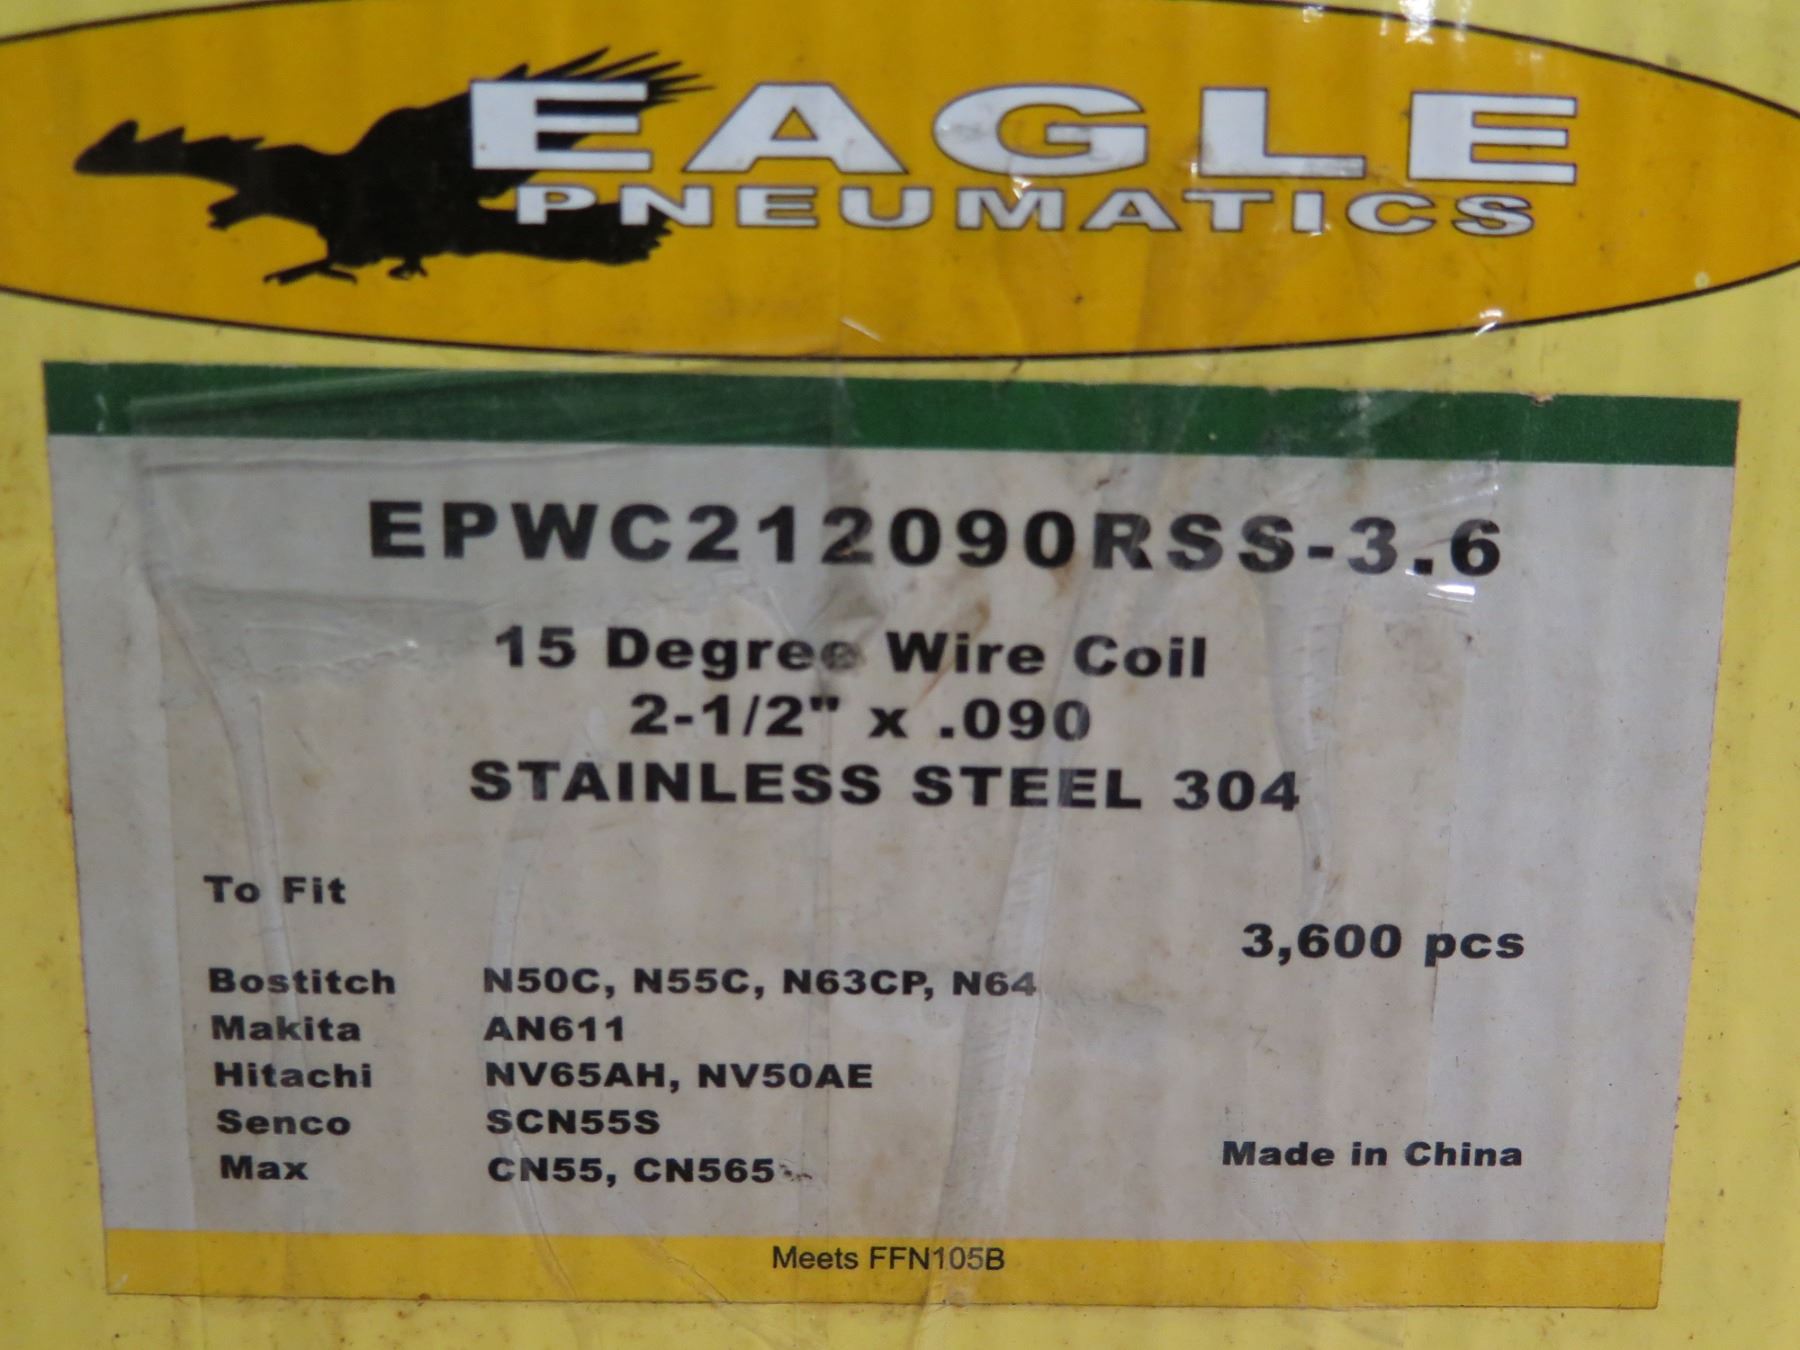 EAGLE
PNEUMATICS
EPWC212090RSS-3.6
15 Degree Wire Coil
2-1/2" x .090
STAINLESS STEEL 304
To Fit
3,600 pcs
Bostitch N50C, N55C, N63CP, N64
Makita AN611
Hitachi NV65AH, NV50AE
Senco SCN55S
Max CN55, CN565
Made in China
Meets FFN105B